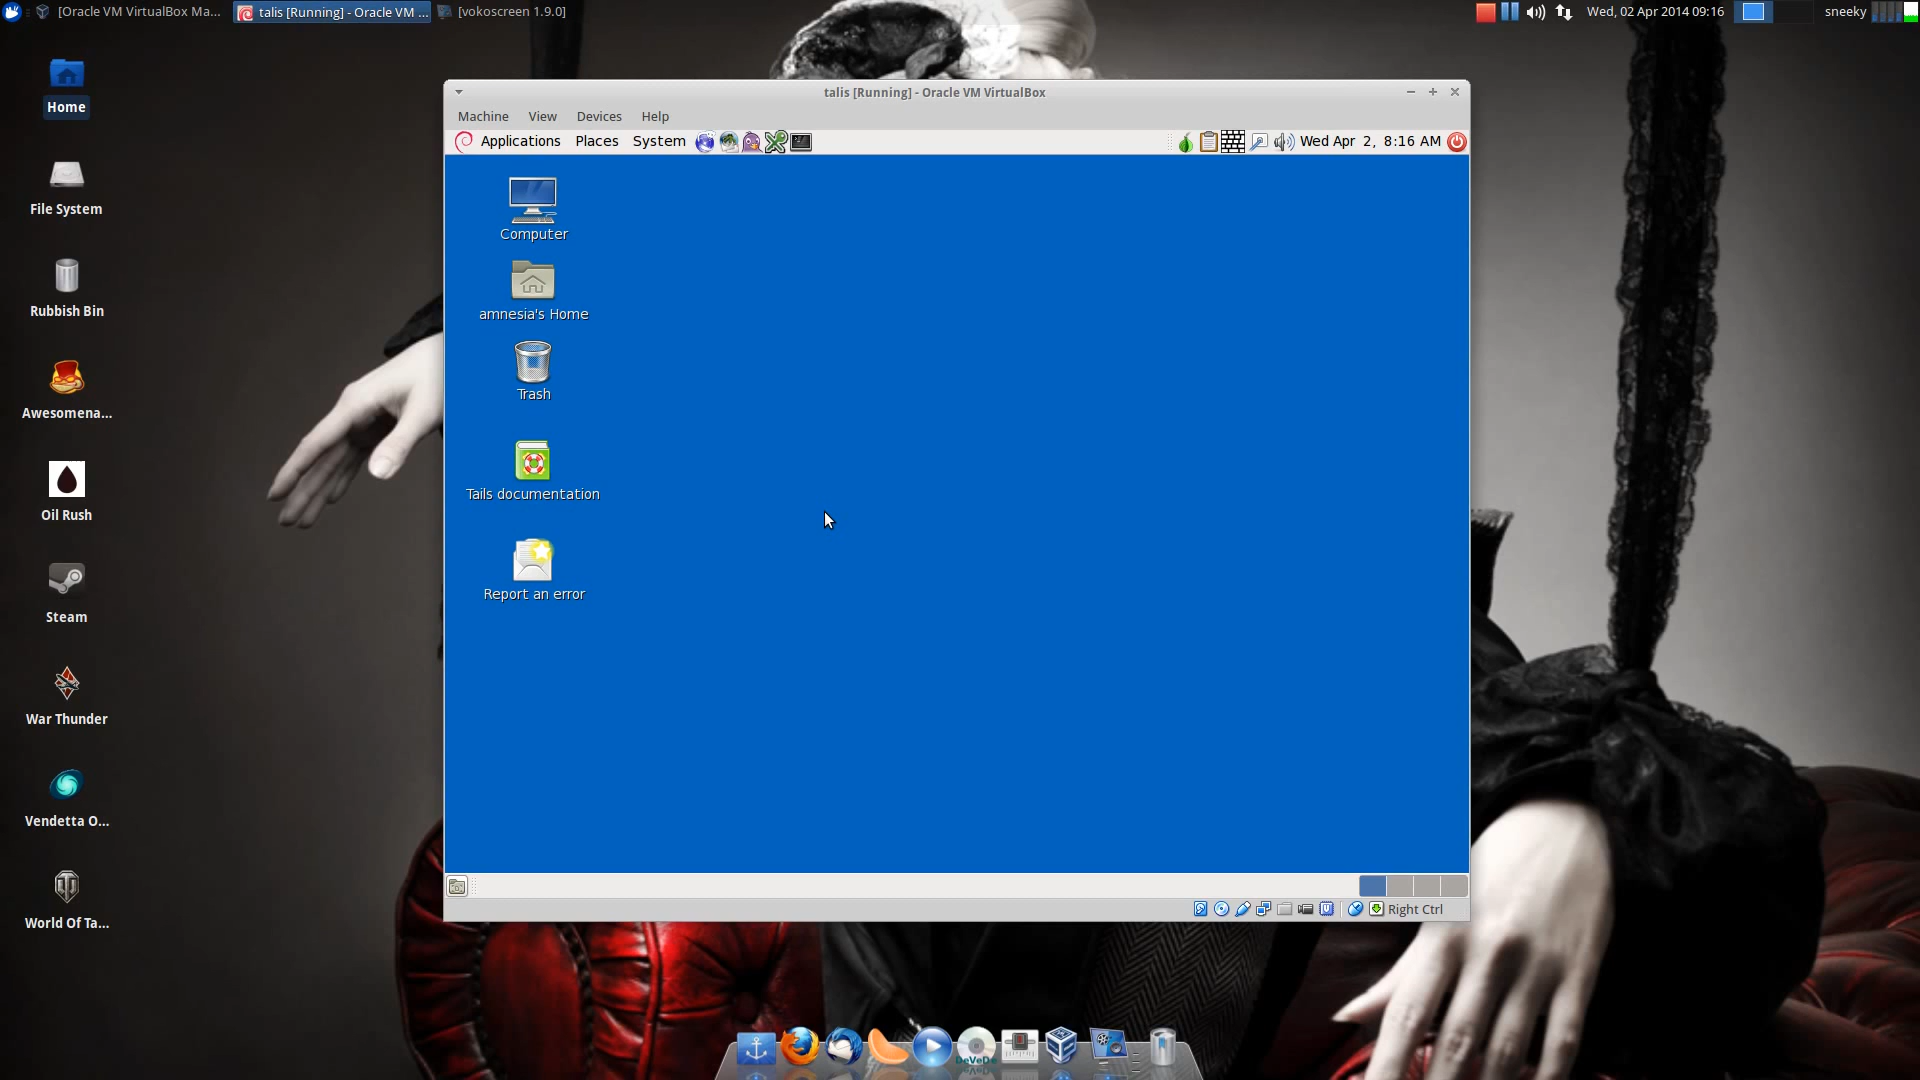 [Oracle VM VirtualBox Ma...
talis [Running] - Oracle VM ...
[vokoscreen 1.9.0]
Wed, 02 Apr 2014 09:16
sneeky
Home
File System
Rubbish Bin
Awesomena...
Oil Rush
Steam
War Thunder
Vendetta O...
World Of Ta...
talis [Running] - Oracle VM VirtualBox
Machine View Devices Help
Applications Places System
Wed Apr 2, 8:16 AM
Computer
amnesia's Home
Trash
Tails documentation
Report an error
Right Ctrl
DeVeDe